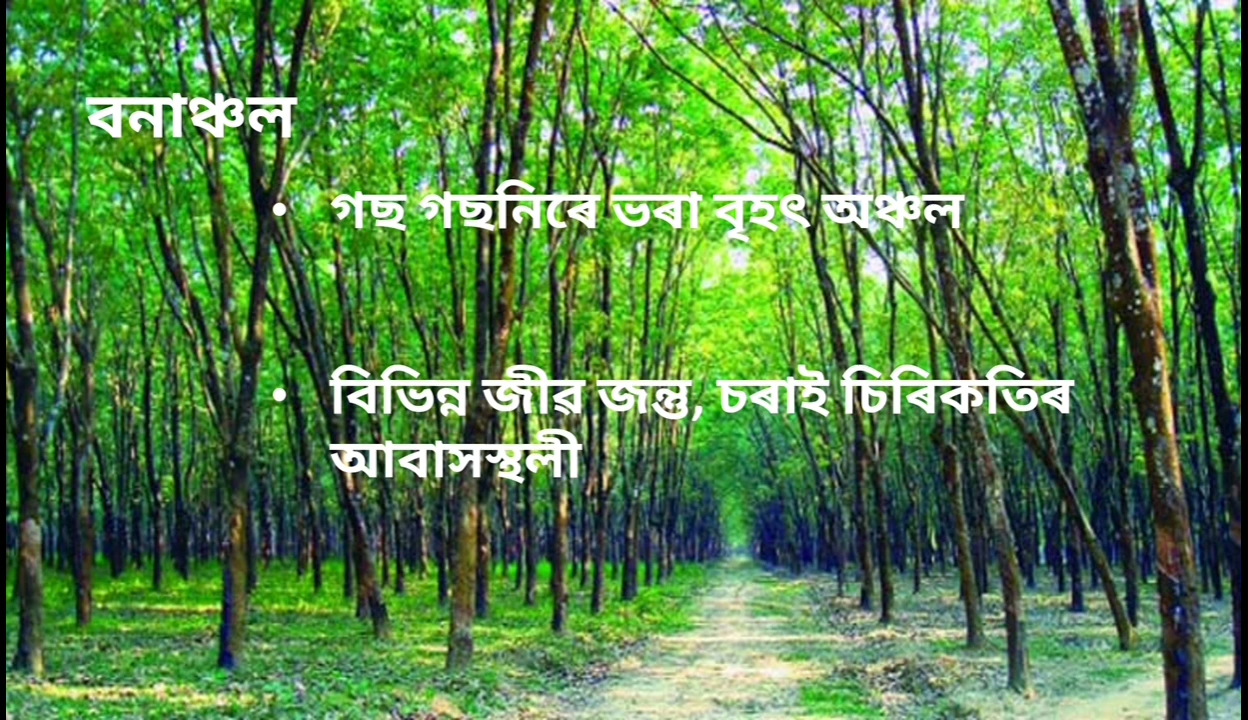 বনাঞ্চল
• গছ গছনিৰে ভৰা বৃহৎ অঞ্চল
• বিভিন্ন জীৱ জন্তু, চৰাই চিৰিকতিৰ
আবাসস্থলী